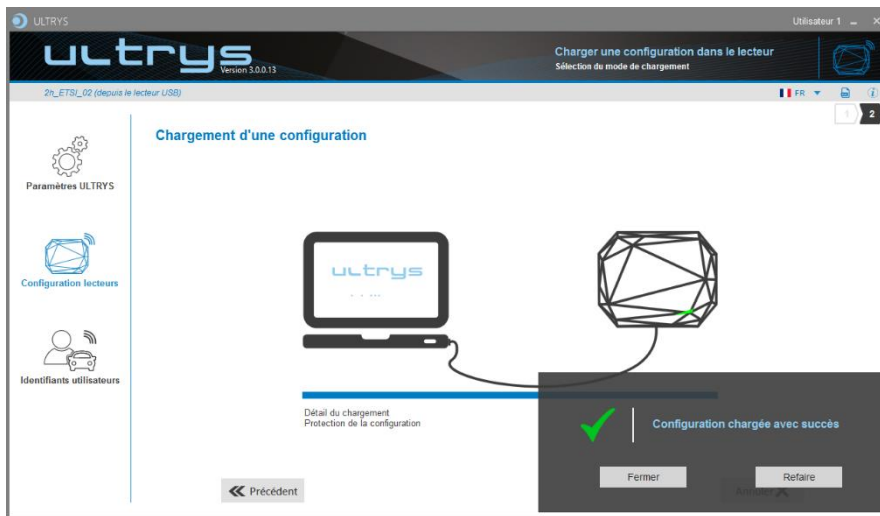 ULTRYS
Utilisateur 1
ultrys
Version 3.0.0.13
Charger une configuration dans le lecteur
Sélection du mode de chargement
2h_ETSI_02 (depuis le lecteur USB)
FR
1
2
Chargement d'une configuration
Paramètres ULTRYS
Configuration lecteurs
Identifiants utilisateurs
ultrys
Détail du chargement
Protection de la configuration
Configuration chargée avec succès
Fermer
Refaire
Précédent
Annuler